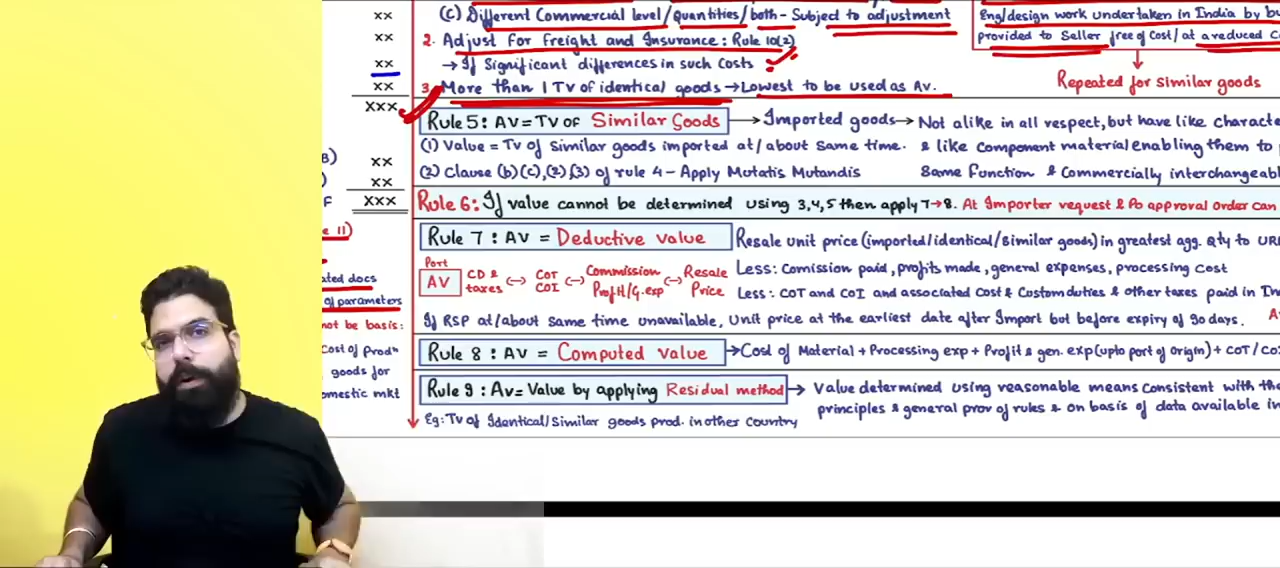 xx
xx
xx
xx
xxx
B)
xx
)
xx
F
xxx
e 11)
ated docs
of parameters
not be basis:
Cost of Prodⁿ
goods for
omestic mkt
(C) Different Commercial level/quantities/both - Subject to adjustment
2. Adjust for Freight and Insurance: Rule 10(2)
→ If Significant differences in such Costs
3. More than 1 TV of identical goods → Lowest to be used as AV.
Eng/design work undertaken in India by bu
provided to Seller free of Cost/at a reduced C
Repeated for Similar goods
Rule 5: AV = TV of Similar Goods → Imported goods → Not alike in all respect, but have like characte
(1) Value = TV of Similar goods imported at/about Same time. & like Component material enabling them to p
(2) Clause (b)(c),(2),(3) of rule 4 - Apply Mutatis Mutandis Same Function & Commercially interchangeabl
Rule 6: If value cannot be determined using 3,4,5 then apply 7→8. At Importer request & Po approval Order can
Rule 7 : AV = Deductive value Resale unit price (imported/identical/Similar goods) in greatest agg. Qty to UR
Port
AV ↔ CD & taxes ↔ COT COI ↔ Commission Profit/G.exp ↔ Resale Price
Less: Comission paid, profits made, general expenses, processing Cost
Less: COT and COI and associated Cost & Customduties & other taxes paid in In
If RSP at/about same time unavailable, Unit price at the earliest date after Import but before expiry of 90 days. A
Rule 8 : AV = Computed value → Cost of Material + Processing exp + Profit & gen. exp (upto port of Origin) + COT/CO
Rule 9 : AV = Value by applying Residual method → Value determined using reasonable means Consistent with the
principles & general prov of rules & on basis of data available in
Eg: TV of Identical/Similar goods prod. in other Country